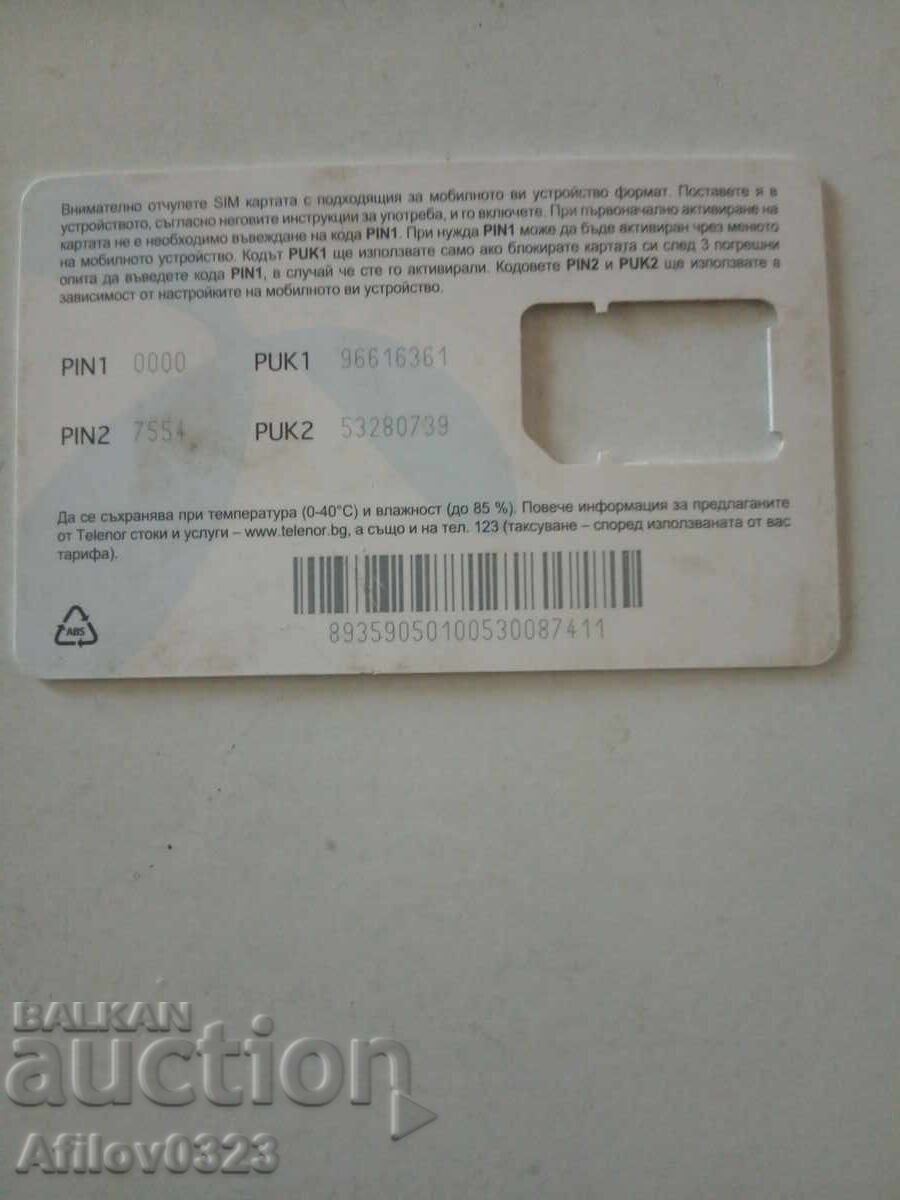 Внимателно отчупете SIM картата с подходящия за мобилното ви устройство формат. Поставете я в
устройството, съгласно неговите инструкции за употреба, и го включете. При първоначално активиране на
картата не е необходимо въвеждане на кода PIN1. При нужда PIN1 може да бъде активиран чрез менюто
на мобилното устройство. Кодът PUK1 ще използвате само ако блокирате картата си след 3 погрешни
опита да въведете кода PIN1, в случай че сте го активирали. Кодовете PIN2 и PUK2 ще използвате в
зависимост от настройките на мобилното ви устройство.
PIN1 0000 PUK1 96616361
PIN2 7554 PUK2 53280739
Да се съхранява при температура (0-40°C) и влажност (до 85 %). Повече информация за предлаганите
от Telenor стоки и услуги – www.telenor.bg, а също и на тел. 123 (таксуване – според използваната от вас
тарифа).
ABS
89359050100530087411
BALKAN
auction
Afilov0323